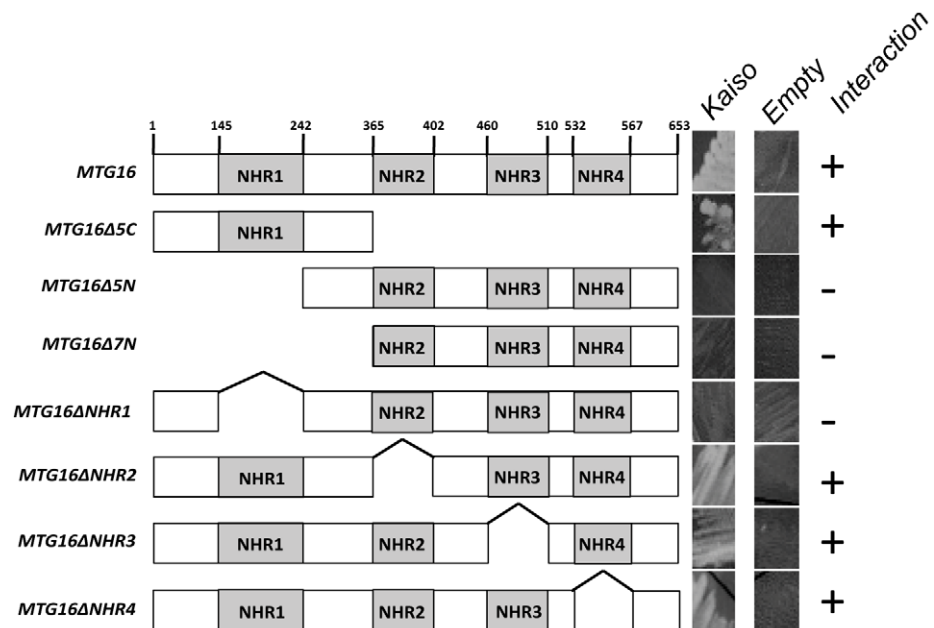 Kaiso Empty Interaction
1 145 242 365 402 460 510 532 567 653
MTG16 NHR1 NHR2 NHR3 NHR4 +
MTG16Δ5C NHR1 +
MTG16Δ5N NHR2 NHR3 NHR4 -
MTG16Δ7N NHR2 NHR3 NHR4 -
MTG16ΔNHR1 NHR2 NHR3 NHR4 -
MTG16ΔNHR2 NHR1 NHR3 NHR4 +
MTG16ΔNHR3 NHR1 NHR2 NHR4 +
MTG16ΔNHR4 NHR1 NHR2 NHR3 +